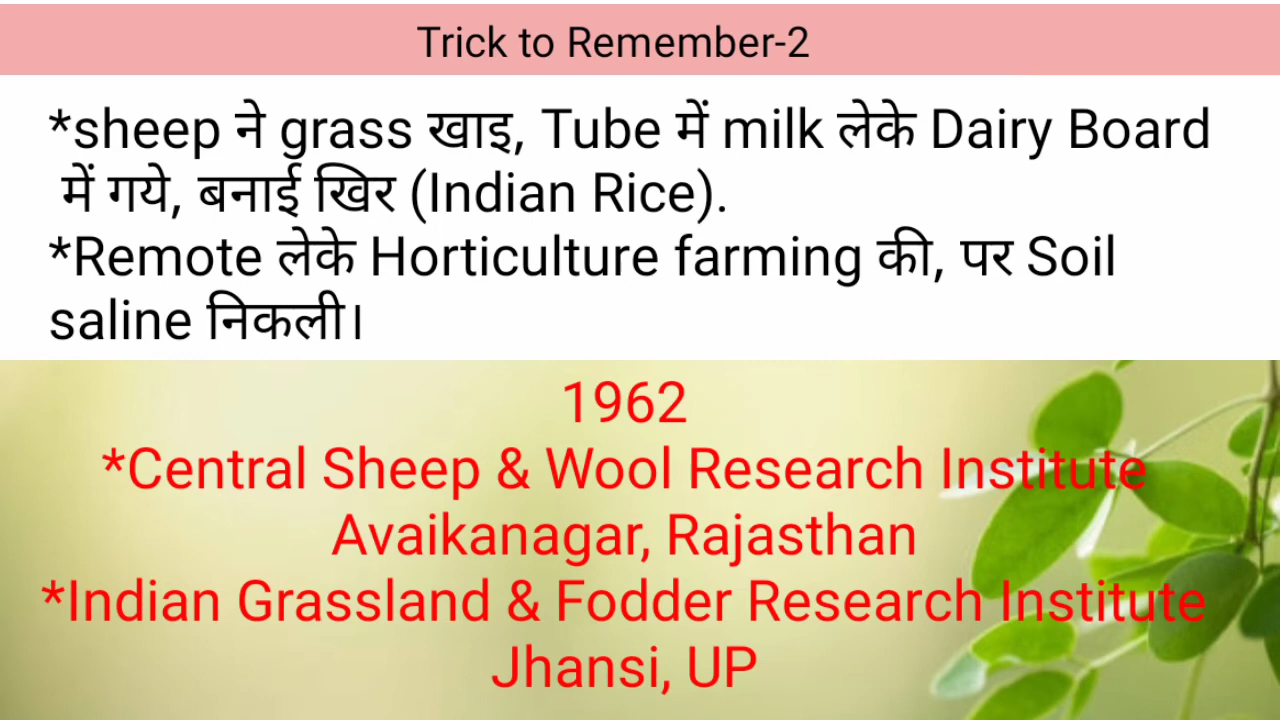 Trick to Remember-2
*sheep ने grass खाइ, Tube में milk लेके Dairy Board
में गये, बनाई खिर (Indian Rice).
*Remote लेके Horticulture farming की, पर Soil
saline निकली।
1962
*Central Sheep & Wool Research Institute
Avaikanagar, Rajasthan
*Indian Grassland & Fodder Research Institute
Jhansi, UP